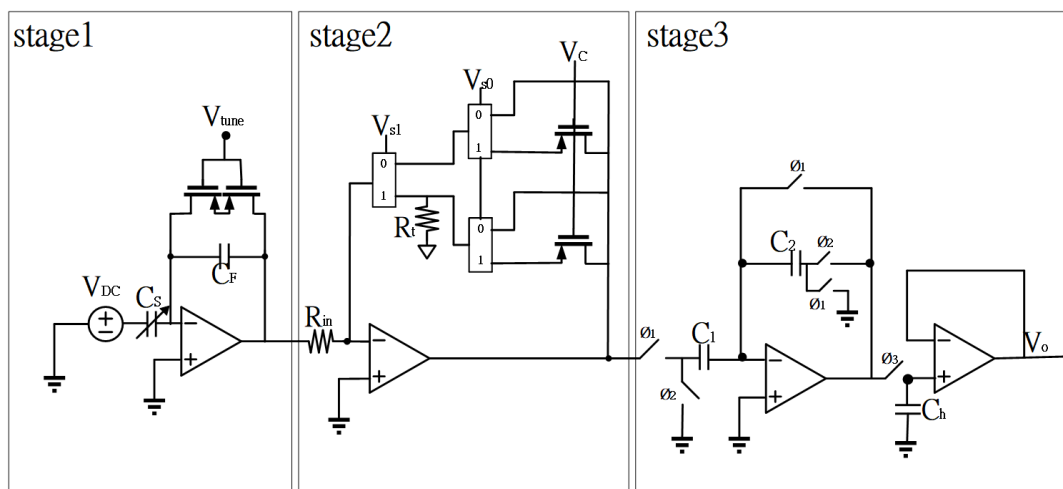 stage1
stage2
stage3
Vtune
CF
VDC
CS
Rin
Vs1
0
1
Rt
Vs0
0
1
0
1
VC
ø1
ø2
C1
ø1
C2
ø2
ø1
ø3
Ch
Vo